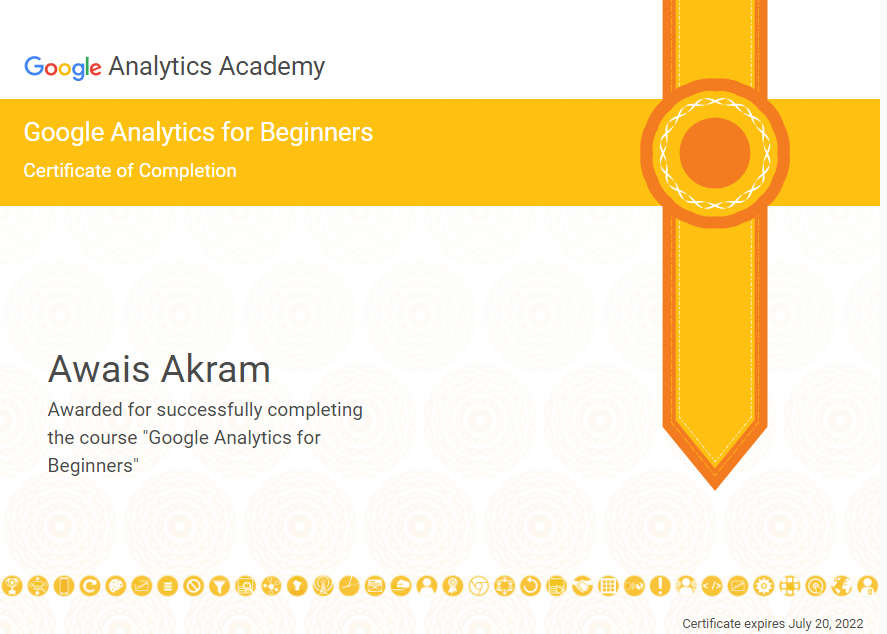 Google Analytics Academy
Google Analytics for Beginners
Certificate of Completion
Awais Akram
Awarded for successfully completing
the course "Google Analytics for
Beginners"
Certificate expires July 20, 2022